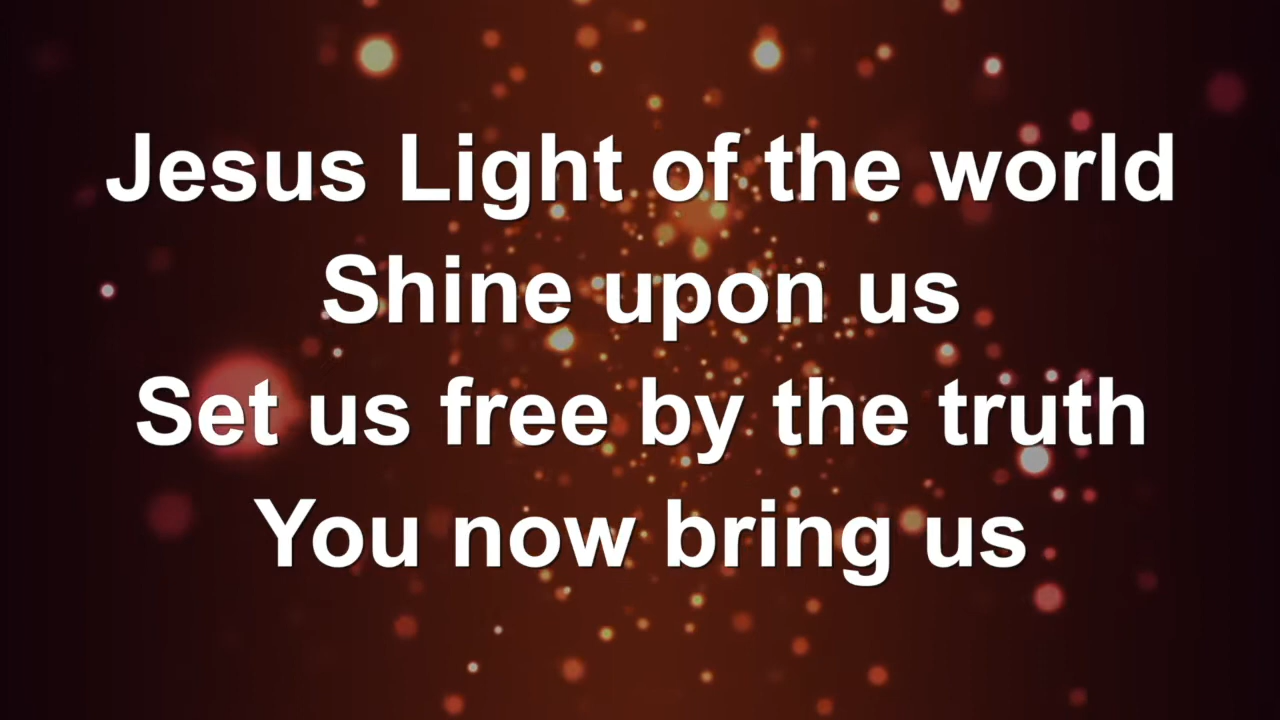 Jesus Light of the world
Shine upon us
Set us free by the truth
You now bring us